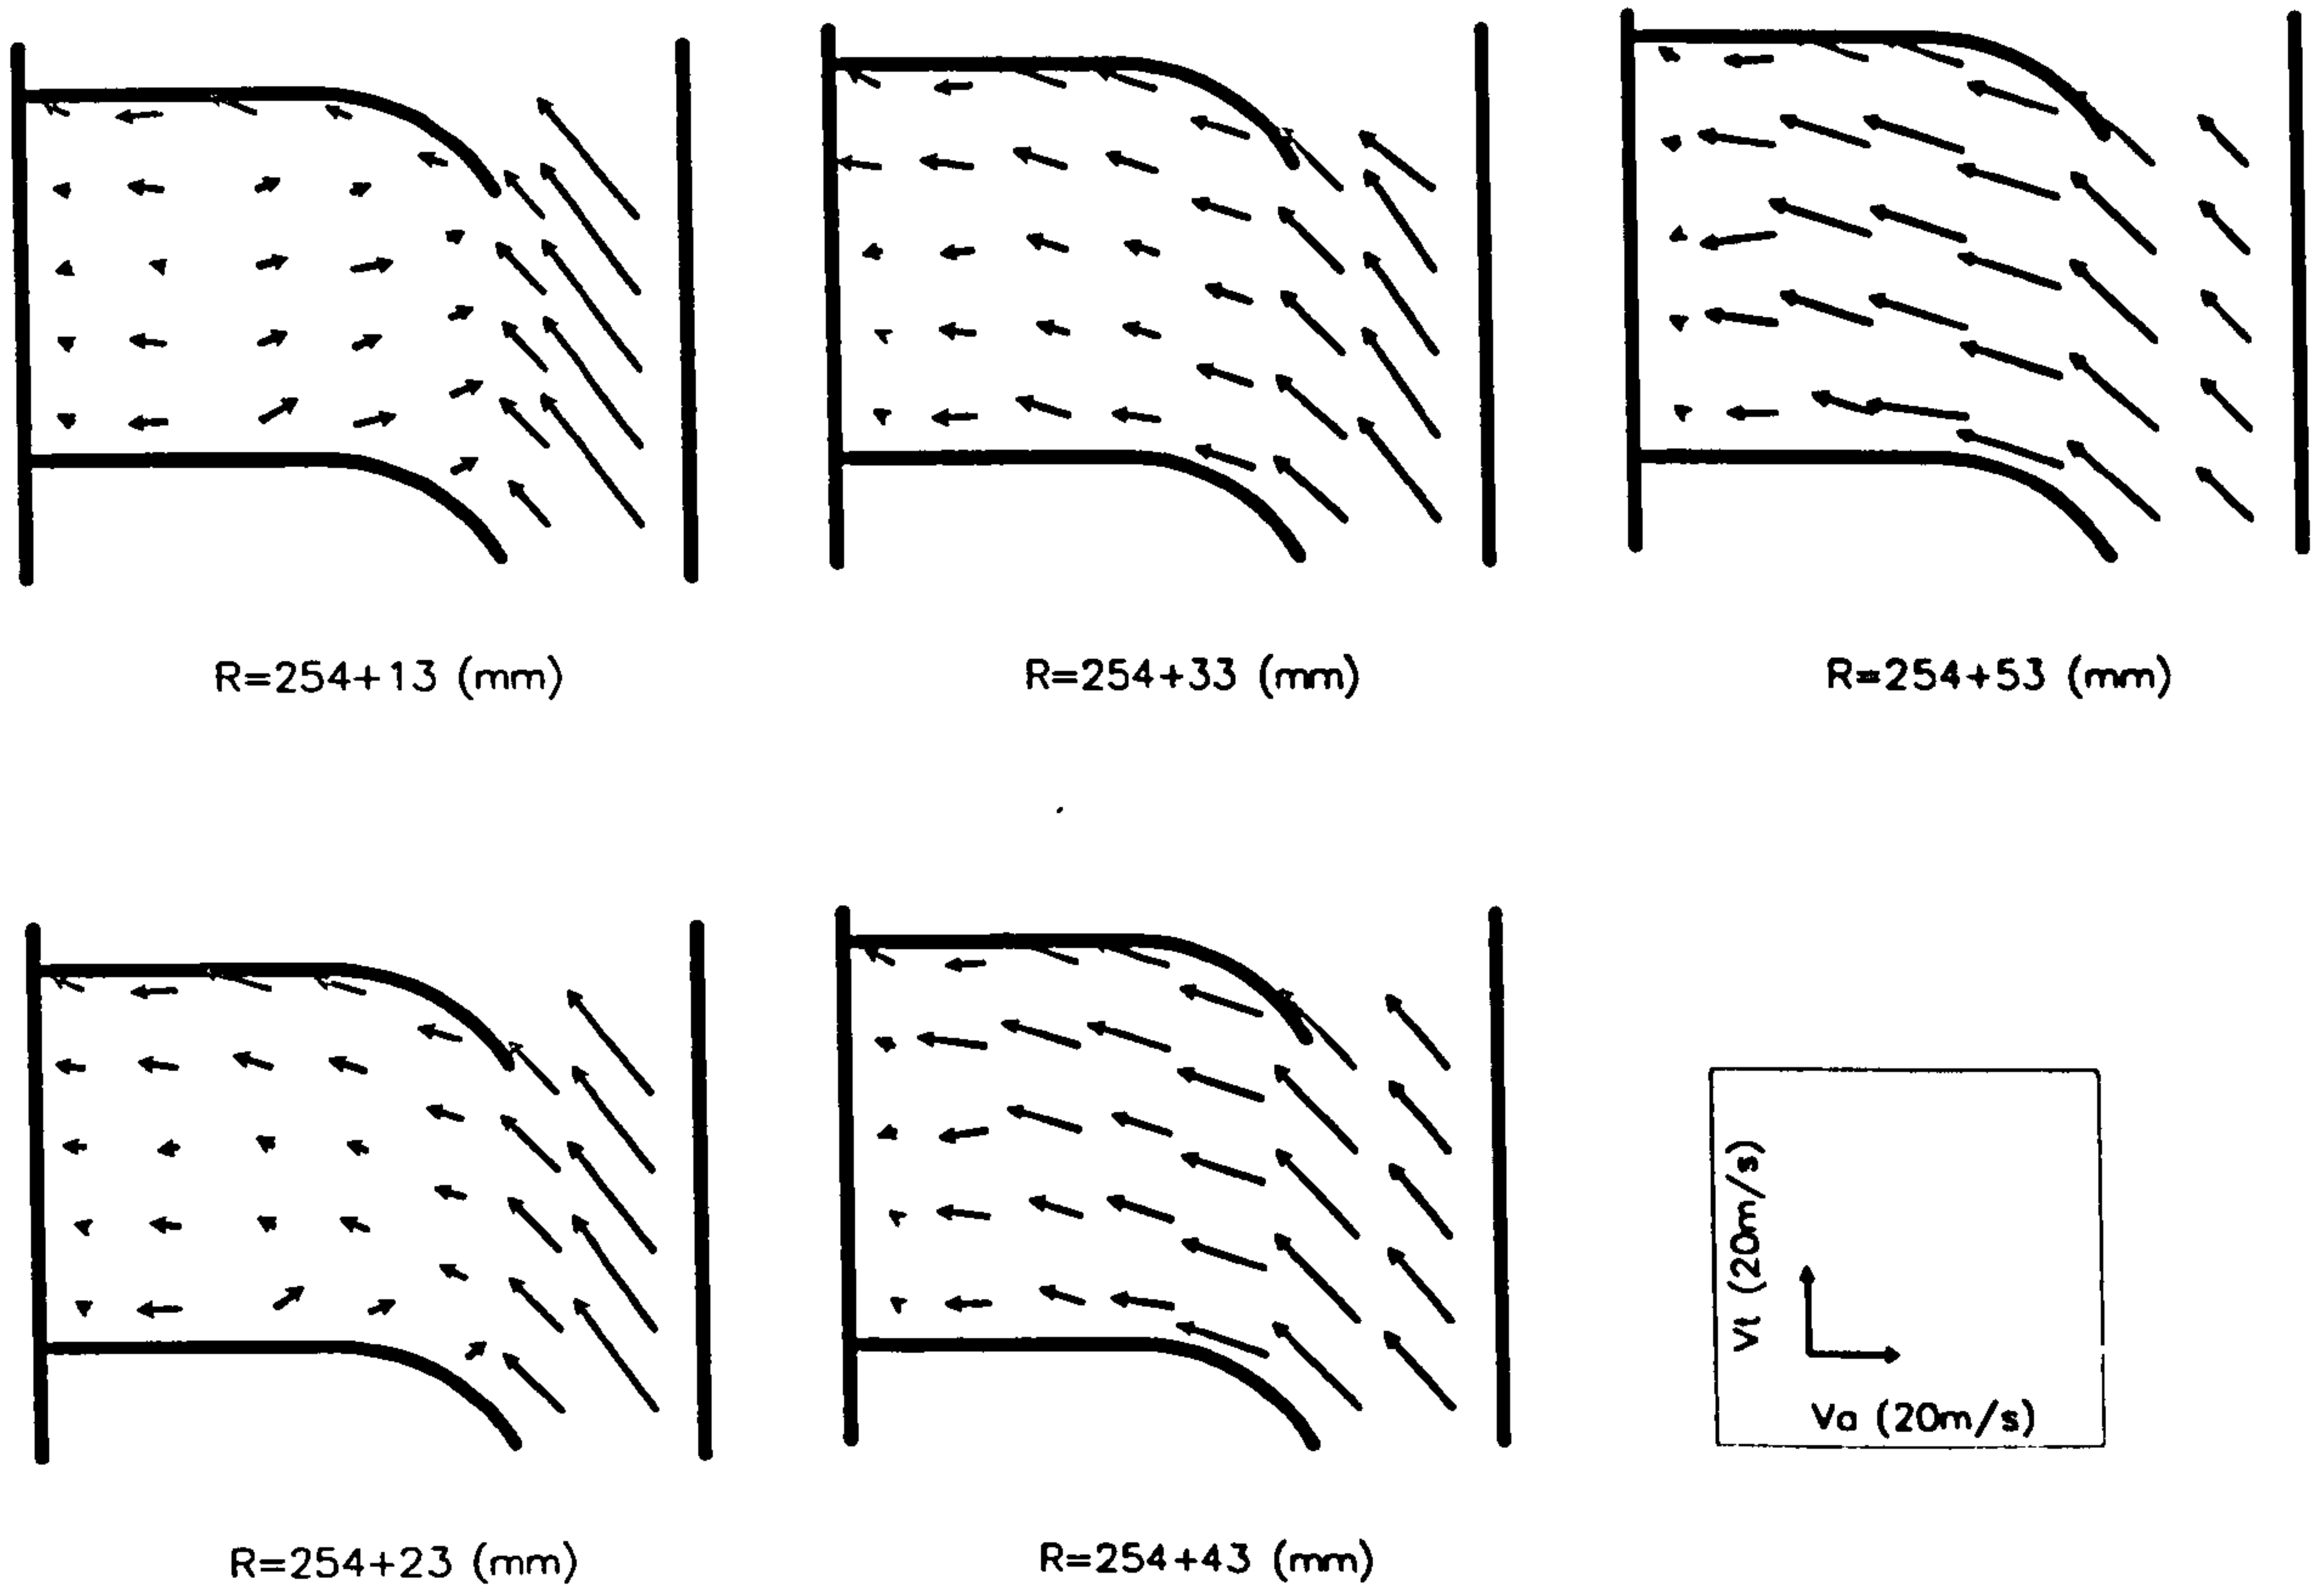 R=254+13 (mm)
R=254+33 (mm)
R=254+53 (mm)
Vt (20m/s)
Va (20m/s)
R=254+23 (mm)
R=254+43 (mm)